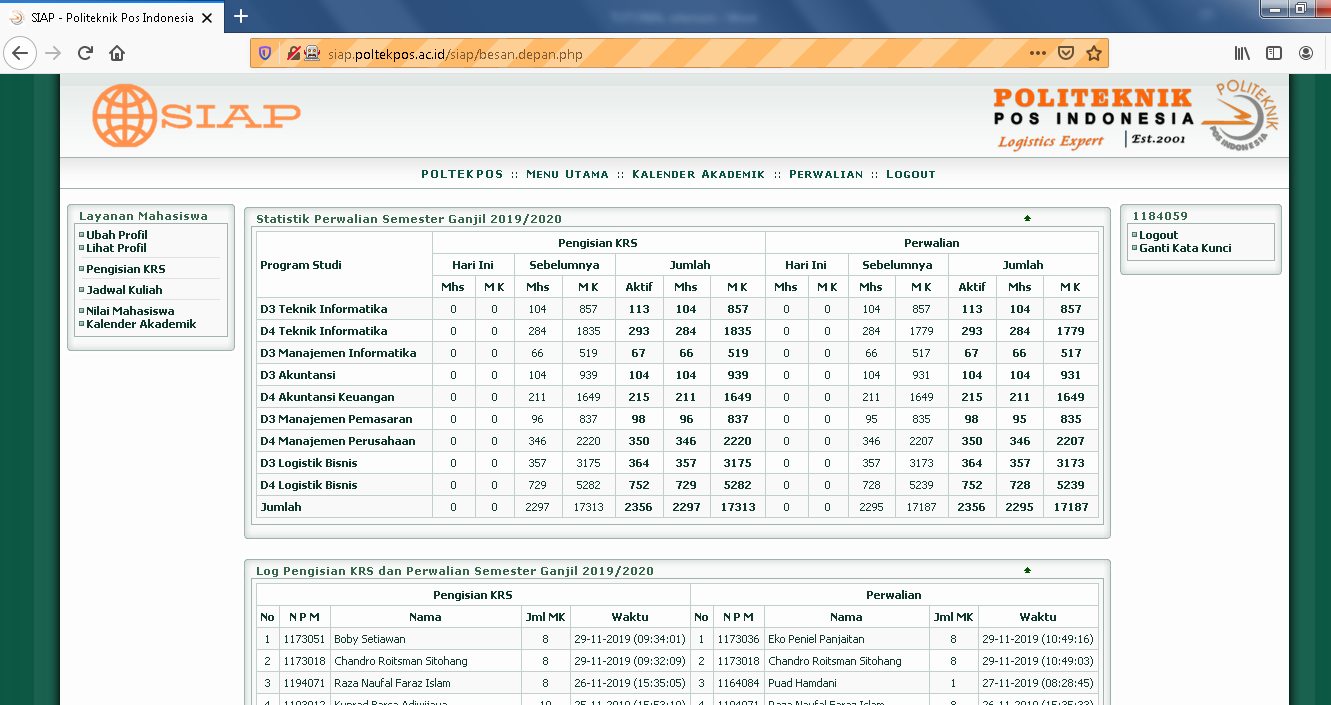 SIAP - Politeknik Pos Indonesia
siap.poltekpos.ac.id/siap/besan.depan.php
SIAP
POLITEKNIK
POS INDONESIA
Logistics Expert | Est.2001
POLITEKNIK
POS INDONESIA
POLTEKPOS :: MENU UTAMA :: KALENDER AKADEMIK :: PERWALIAN :: LOGOUT
Layanan Mahasiswa
Ubah Profil
Lihat Profil
Pengisian KRS
Jadwal Kuliah
Nilai Mahasiswa
Kalender Akademik
Statistik Perwalian Semester Ganjil 2019/2020
Program Studi Pengisian KRS Perwalian
Hari Ini Sebelumnya Jumlah Hari Ini Sebelumnya Jumlah
Mhs M K Mhs M K Aktif Mhs M K Mhs M K Mhs M K Aktif Mhs M K
D3 Teknik Informatika 0 0 104 857 113 104 857 0 0 104 857 113 104 857
D4 Teknik Informatika 0 0 284 1835 293 284 1835 0 0 284 1779 293 284 1779
D3 Manajemen Informatika 0 0 66 519 67 66 519 0 0 66 517 67 66 517
D3 Akuntansi 0 0 104 939 104 104 939 0 0 104 931 104 104 931
D4 Akuntansi Keuangan 0 0 211 1649 215 211 1649 0 0 211 1649 215 211 1649
D3 Manajemen Pemasaran 0 0 96 837 98 96 837 0 0 95 835 98 95 835
D4 Manajemen Perusahaan 0 0 346 2220 350 346 2220 0 0 346 2207 350 346 2207
D3 Logistik Bisnis 0 0 357 3175 364 357 3175 0 0 357 3173 364 357 3173
D4 Logistik Bisnis 0 0 729 5282 752 729 5282 0 0 728 5239 752 728 5239
Jumlah 0 0 2297 17313 2356 2297 17313 0 0 2295 17187 2356 2295 17187
1184059
Logout
Ganti Kata Kunci
Log Pengisian KRS dan Perwalian Semester Ganjil 2019/2020
Pengisian KRS Perwalian
No N P M Nama Jml MK Waktu No N P M Nama Jml MK Waktu
1 1173051 Boby Setiawan 8 29-11-2019 (09:34:01) 1 1173036 Eko Peniel Panjaitan 8 29-11-2019 (10:49:16)
2 1173018 Chandro Roitsman Sitohang 8 29-11-2019 (09:32:09) 2 1173018 Chandro Roitsman Sitohang 8 29-11-2019 (10:49:03)
3 1194071 Raza Naufal Faraz Islam 8 26-11-2019 (15:35:05) 3 1164084 Puad Hamdani 1 27-11-2019 (08:28:45)